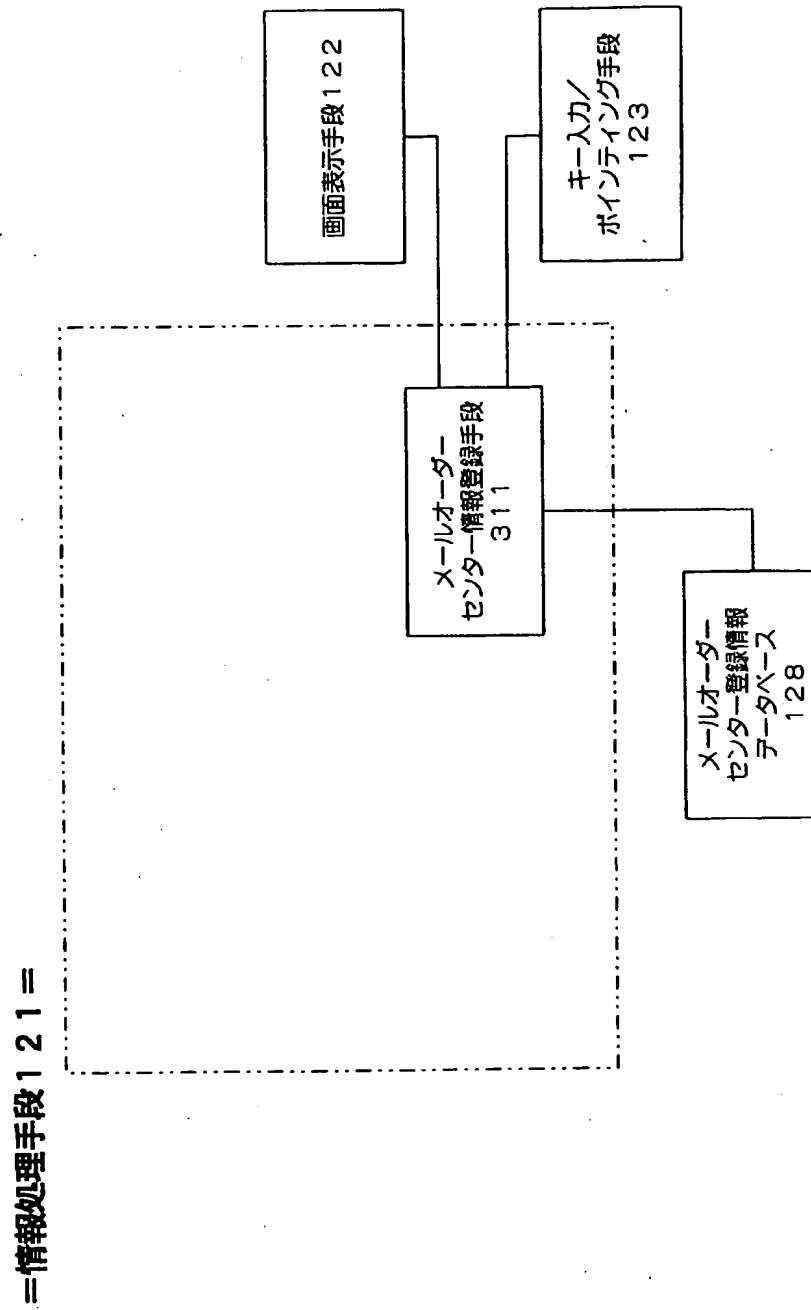 =情報処理手段121=
画面表示手段122
キー入力/
ポインティング手段
123
メールオーダー
センター情報登録手段
311
メールオーダー
センター登録情報
データベース
128